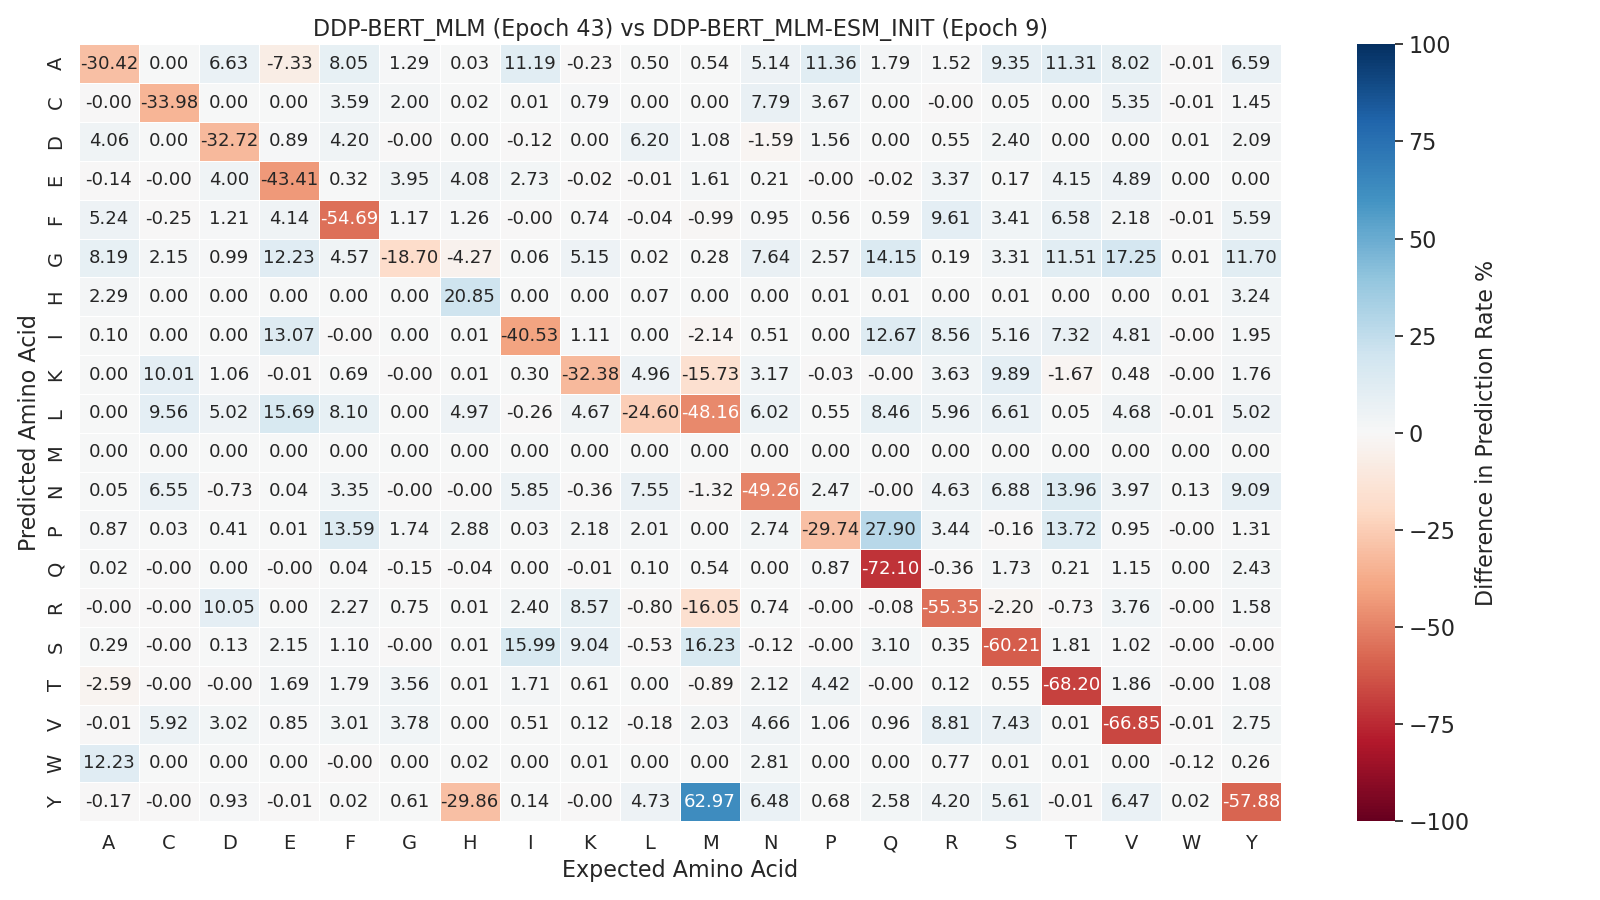 DDP-BERT_MLM (Epoch 43) vs DDP-BERT_MLM-ESM_INIT (Epoch 9)
A -30.42 0.00 6.63 -7.33 8.05 1.29 0.03 11.19 -0.23 0.50 0.54 5.14 11.36 1.79 1.52 9.35 11.31 8.02 -0.01 6.59
C -0.00 -33.98 0.00 0.00 3.59 2.00 0.02 0.01 0.79 0.00 0.00 7.79 3.67 0.00 -0.00 0.05 0.00 5.35 -0.01 1.45
D 4.06 0.00 -32.72 0.89 4.20 -0.00 0.00 -0.12 0.00 6.20 1.08 -1.59 1.56 0.00 0.55 2.40 0.00 0.00 0.01 2.09
E -0.14 -0.00 4.00 -43.41 0.32 3.95 4.08 2.73 -0.02 -0.01 1.61 0.21 -0.00 -0.02 3.37 0.17 4.15 4.89 0.00 0.00
F 5.24 -0.25 1.21 4.14 -54.69 1.17 1.26 -0.00 0.74 -0.04 -0.99 0.95 0.56 0.59 9.61 3.41 6.58 2.18 -0.01 5.59
G 8.19 2.15 0.99 12.23 4.57 -18.70 -4.27 0.06 5.15 0.02 0.28 7.64 2.57 14.15 0.19 3.31 11.51 17.25 0.01 11.70
H 2.29 0.00 0.00 0.00 0.00 0.00 20.85 0.00 0.00 0.07 0.00 0.00 0.01 0.01 0.00 0.01 0.00 0.00 0.01 3.24
I 0.10 0.00 0.00 13.07 -0.00 0.00 0.01 -40.53 1.11 0.00 -2.14 0.51 0.00 12.67 8.56 5.16 7.32 4.81 -0.00 1.95
K 0.00 10.01 1.06 -0.01 0.69 -0.00 0.01 0.30 -32.38 4.96 -15.73 3.17 -0.03 -0.00 3.63 9.89 -1.67 0.48 -0.00 1.76
L 0.00 9.56 5.02 15.69 8.10 0.00 4.97 -0.26 4.67 -24.60 -48.16 6.02 0.55 8.46 5.96 6.61 0.05 4.68 -0.01 5.02
M 0.00 0.00 0.00 0.00 0.00 0.00 0.00 0.00 0.00 0.00 0.00 0.00 0.00 0.00 0.00 0.00 0.00 0.00 0.00 0.00
N 0.05 6.55 -0.73 0.04 3.35 -0.00 -0.00 5.85 -0.36 7.55 -1.32 -49.26 2.47 -0.00 4.63 6.88 13.96 3.97 0.13 9.09
P 0.87 0.03 0.41 0.01 13.59 1.74 2.88 0.03 2.18 2.01 0.00 2.74 -29.74 27.90 3.44 -0.16 13.72 0.95 -0.00 1.31
Q 0.02 -0.00 0.00 -0.00 0.04 -0.15 -0.04 0.00 -0.01 0.10 0.54 0.00 0.87 -72.10 -0.36 1.73 0.21 1.15 0.00 2.43
R -0.00 -0.00 10.05 0.00 2.27 0.75 0.01 2.40 8.57 -0.80 -16.05 0.74 -0.00 -0.08 -55.35 -2.20 -0.73 3.76 -0.00 1.58
S 0.29 -0.00 0.13 2.15 1.10 -0.00 0.01 15.99 9.04 -0.53 16.23 -0.12 -0.00 3.10 0.35 -60.21 1.81 1.02 -0.00 -0.00
T -2.59 -0.00 -0.00 1.69 1.79 3.56 0.01 1.71 0.61 0.00 -0.89 2.12 4.42 -0.00 0.12 0.55 -68.20 1.86 -0.00 1.08
V -0.01 5.92 3.02 0.85 3.01 3.78 0.00 0.51 0.12 -0.18 2.03 4.66 1.06 0.96 8.81 7.43 0.01 -66.85 -0.01 2.75
W 12.23 0.00 0.00 0.00 -0.00 0.00 0.02 0.00 0.01 0.00 0.00 2.81 0.00 0.00 0.77 0.01 0.01 0.00 -0.12 0.26
Y -0.17 -0.00 0.93 -0.01 0.02 0.61 -29.86 0.14 -0.00 4.73 62.97 6.48 0.68 2.58 4.20 5.61 -0.01 6.47 0.02 -57.88
A C D E F G H I K L M N P Q R S T V W Y
Expected Amino Acid
Predicted Amino Acid
100
75
50
25
0
−25
−50
−75
−100
Difference in Prediction Rate %